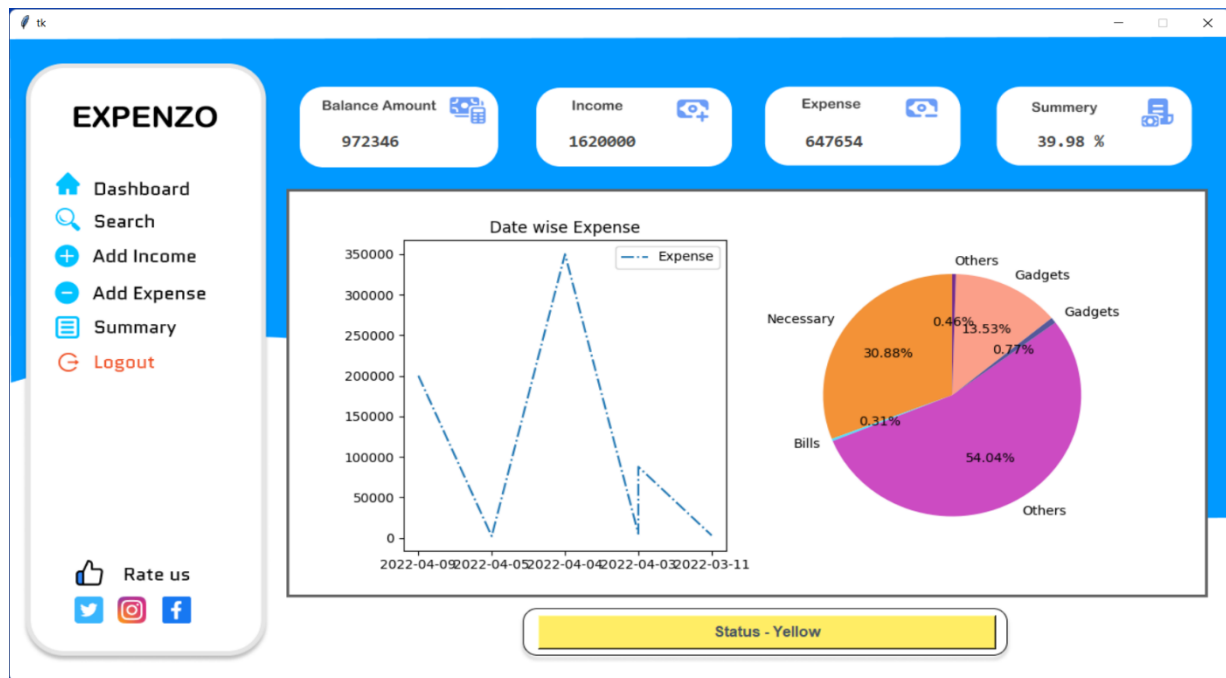 tk
EXPENZO
Dashboard
Search
Add Income
Add Expense
Summary
Logout
Rate us
Balance Amount
972346
Income
1620000
Expense
647654
Summery
39.98 %
Date wise Expense
Expense
350000
300000
250000
200000
150000
100000
50000
0
2022-04-09
2022-04-05
2022-04-04
2022-04-03
2022-03-11
Others
Gadgets
Gadgets
Necessary
0.46%
13.53%
0.77%
30.88%
0.31%
Bills
54.04%
Others
Status - Yellow